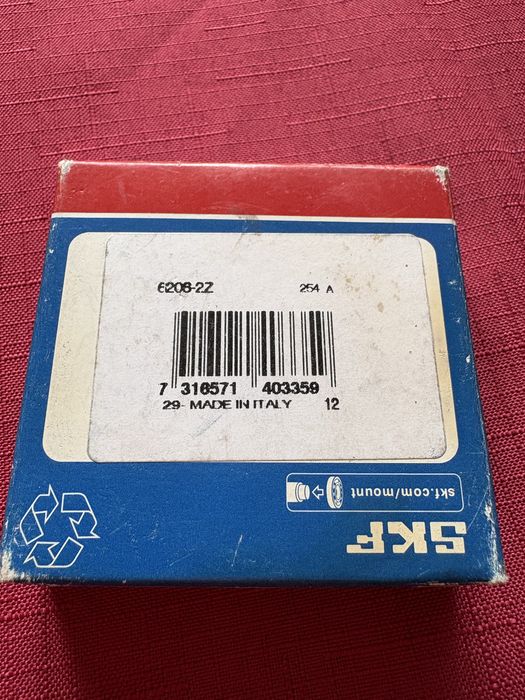 6208-2Z 254 A
7 316571 403359
29- MADE IN ITALY 12
skf.com/mount
SKF